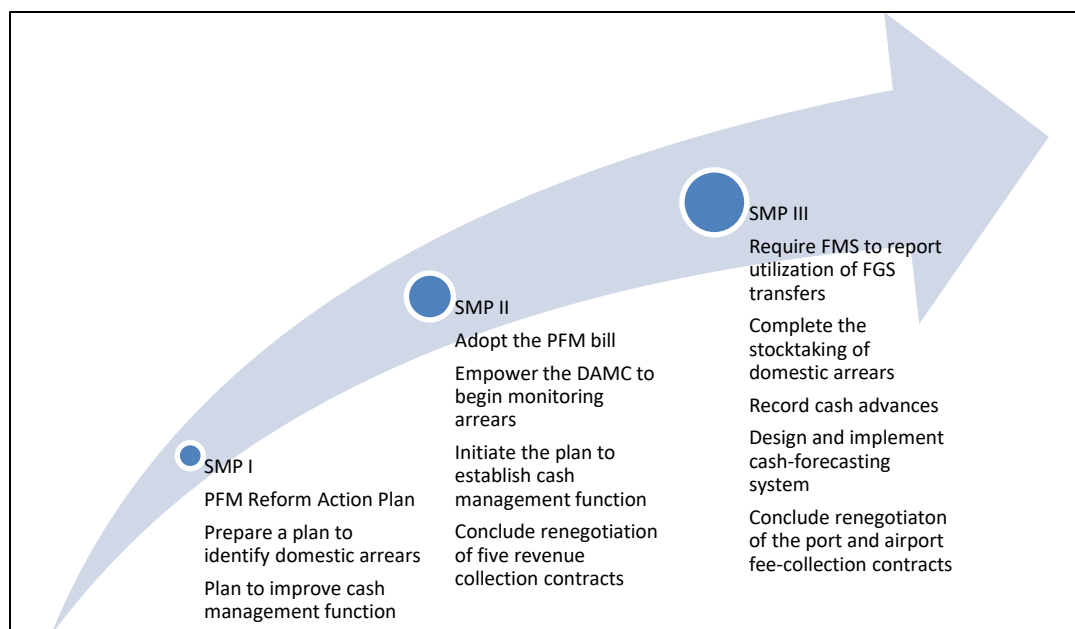 SMP I
PFM Reform Action Plan
Prepare a plan to
identify domestic arrears
Plan to improve cash
management function
SMP II
Adopt the PFM bill
Empower the DAMC to
begin monitoring
arrears
Initiate the plan to
establish cash
management function
Conclude renegotiation
of five revenue
collection contracts
SMP III
Require FMS to report
utilization of FGS
transfers
Complete the
stocktaking of
domestic arrears
Record cash advances
Design and implement
cash-forecasting
system
Conclude renegotiaton
of the port and airport
fee-collection contracts